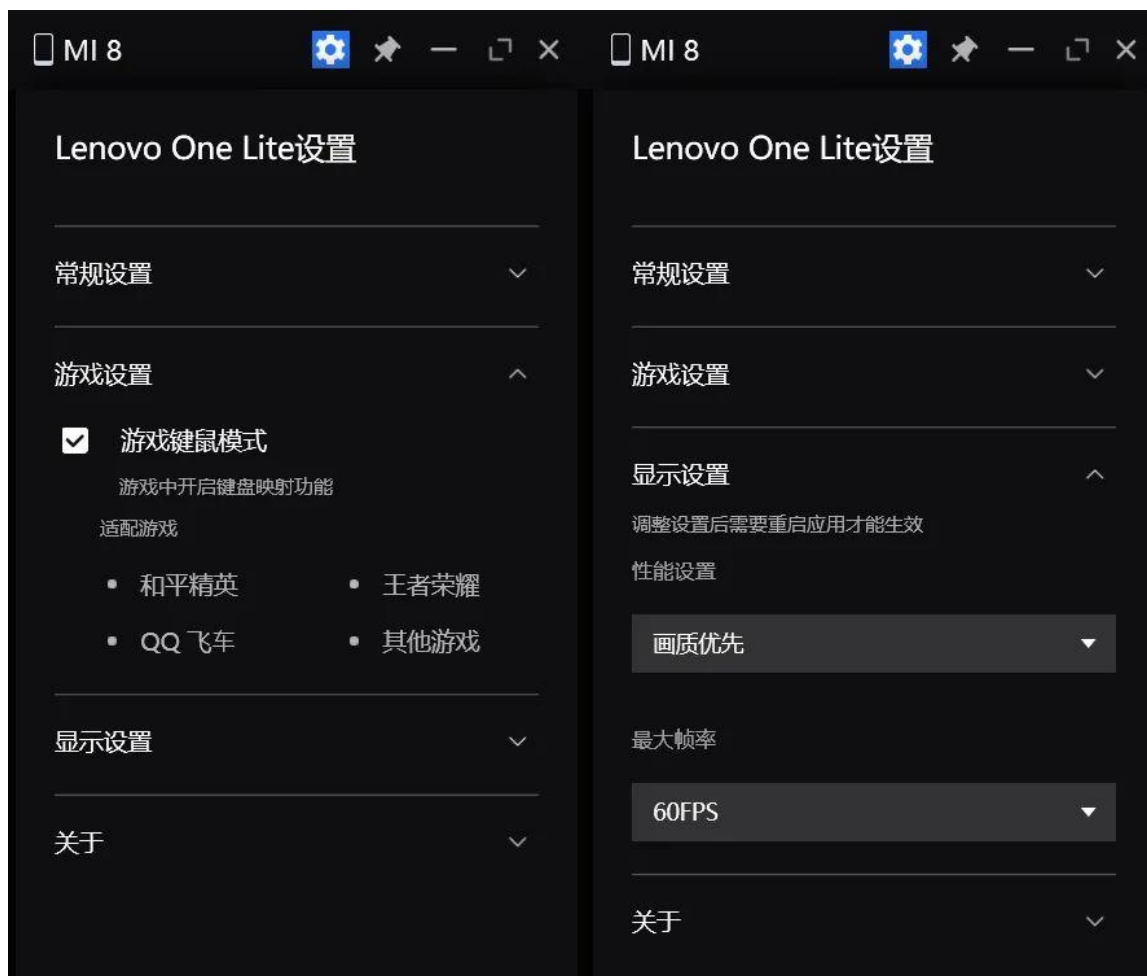 MI 8
Lenovo One Lite设置
常规设置
游戏设置
游戏键鼠模式
游戏中开启键盘映射功能
适配游戏
和平精英
王者荣耀
QQ 飞车
其他游戏
显示设置
关于
MI 8
Lenovo One Lite设置
常规设置
游戏设置
显示设置
调整设置后需要重启应用才能生效
性能设置
画质优先
最大帧率
60FPS
关于